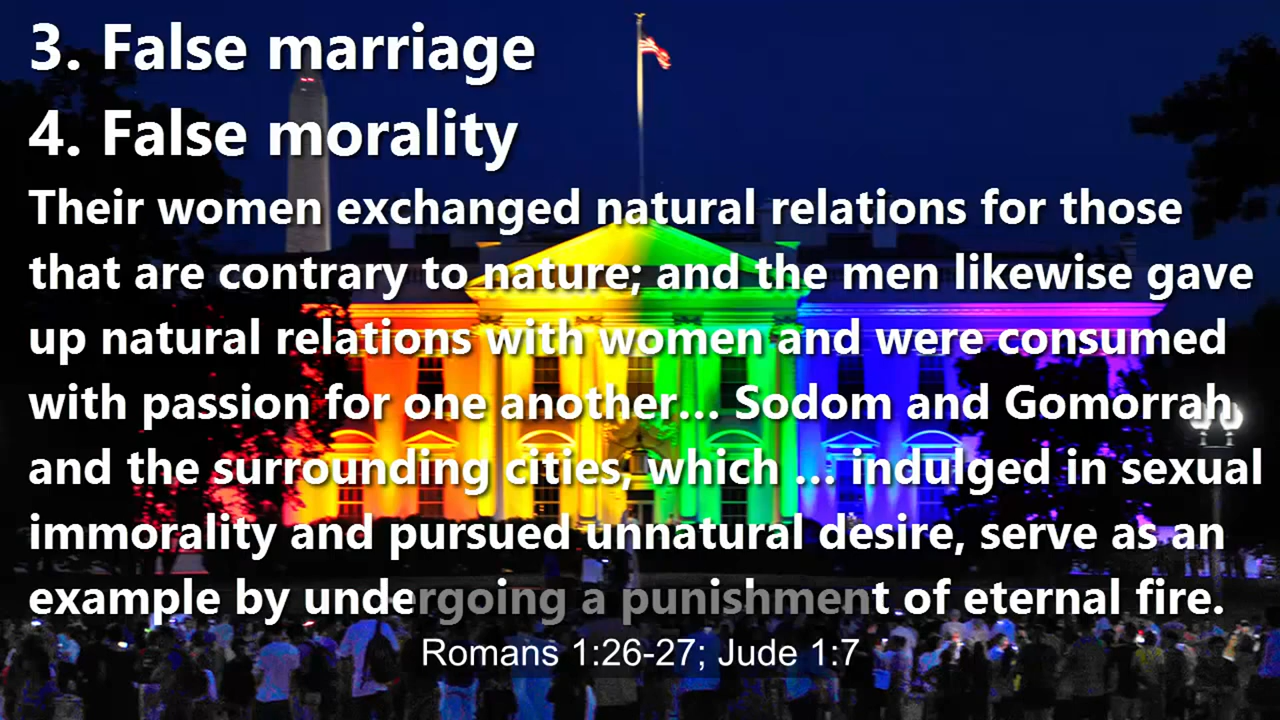 3. False marriage
4. False morality
Their women exchanged natural relations for those
that are contrary to nature; and the men likewise gave
up natural relations with women and were consumed
with passion for one another... Sodom and Gomorrah
and the surrounding cities, which ... indulged in sexual
immorality and pursued unnatural desire, serve as an
example by undergoing a punishment of eternal fire.
Romans 1:26-27; Jude 1:7